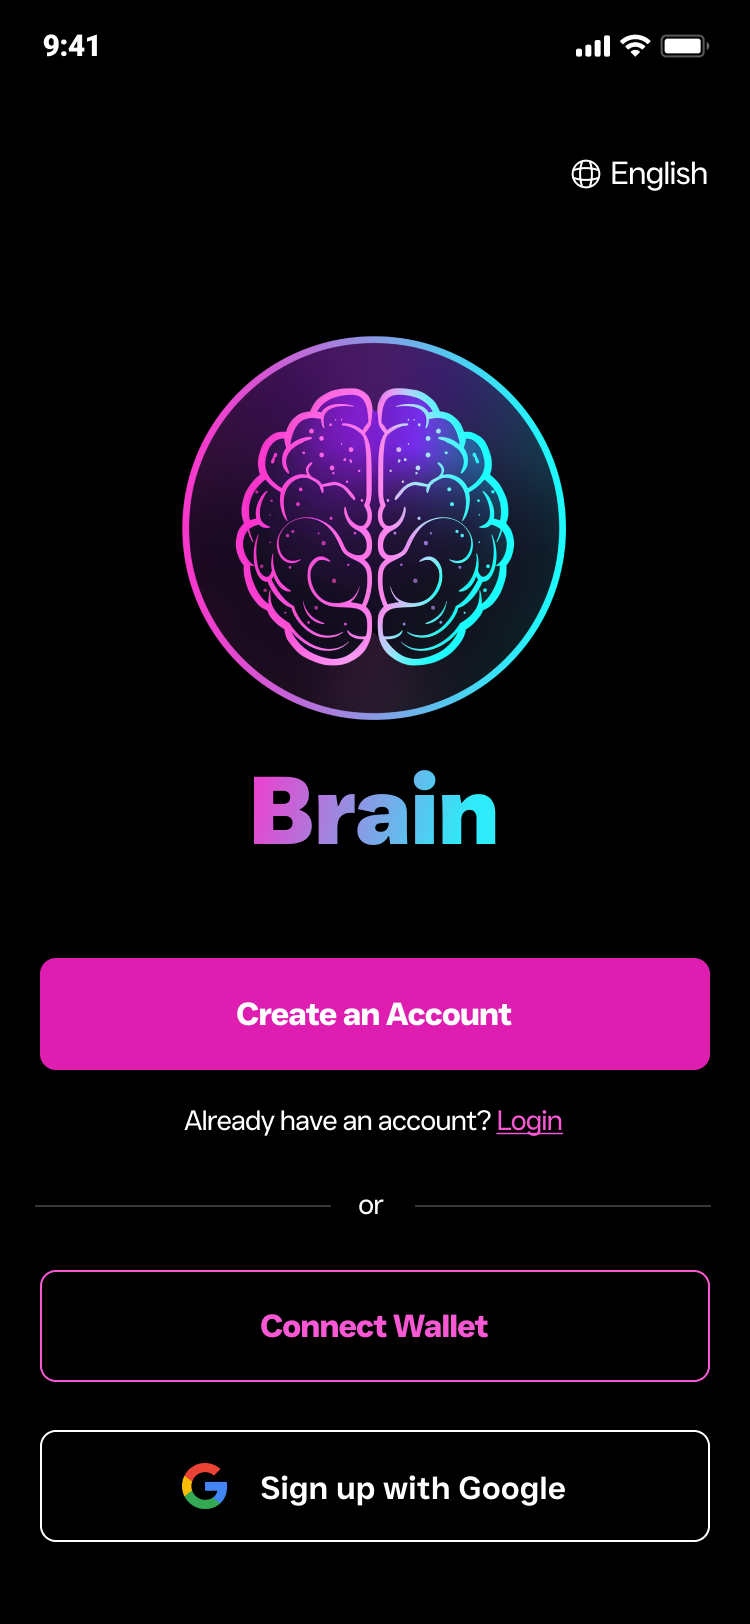 9:41
English
Brain
Create an Account
Already have an account? Login
or
Connect Wallet
Sign up with Google